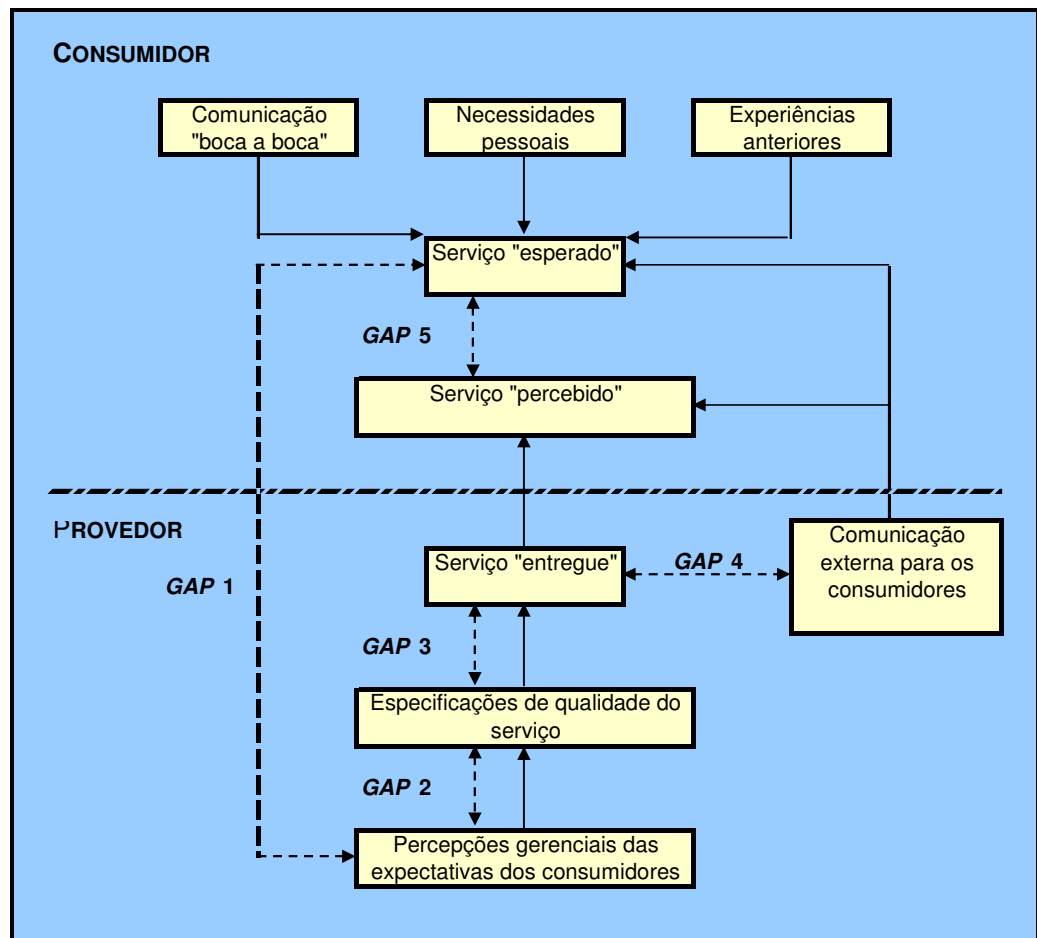 CONSUMIDOR
Comunicação
"boca a boca"
Necessidades
pessoais
Experiências
anteriores
Serviço "esperado"
GAP 5
Serviço "percebido"
PROVEDOR
Serviço "entregue"
GAP 4
Comunicação
externa para os
consumidores
GAP 1
GAP 3
Especificações de qualidade do
serviço
GAP 2
Percepções gerenciais das
expectativas dos consumidores